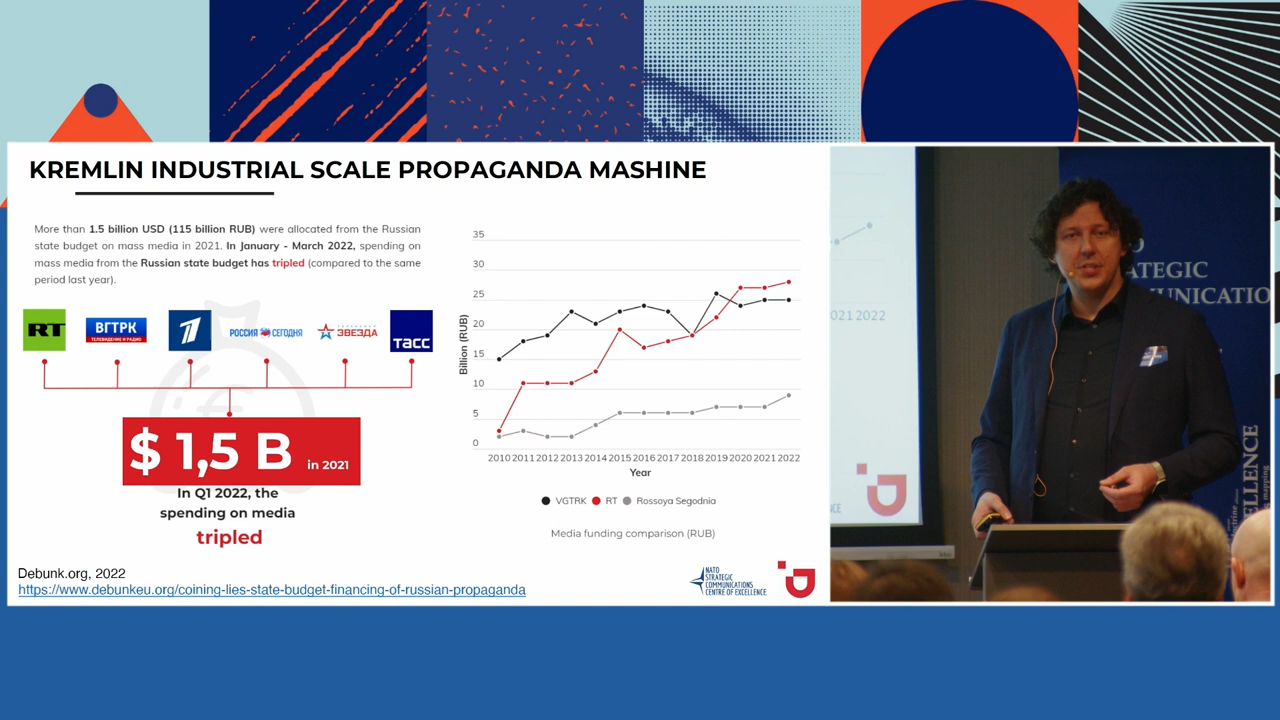 KREMLIN INDUSTRIAL SCALE PROPAGANDA MASHINE
More than 1.5 billion USD (115 billion RUB) were allocated from the Russian
state budget on mass media in 2021. In January - March 2022, spending on
mass media from the Russian state budget has tripled (compared to the same
period last year).
RT
ВГТРК
ТЕЛЕВИДЕНИЕ И РАДИО
1
РОССИЯ СЕГОДНЯ
ЗВЕЗДА
ТАСС
$ 1,5 B in 2021
In Q1 2022, the
spending on media
tripled
35
30
25
20
15
10
5
0
Billion (RUB)
2010 2011 2012 2013 2014 2015 2016 2017 2018 2019 2020 2021 2022
Year
VGTRK RT Rossoya Segodnia
Media funding comparison (RUB)
Debunk.org, 2022
https://www.debunkeu.org/coining-lies-state-budget-financing-of-russian-propaganda
NATO
STRATEGIC
COMMUNICATIONS
CENTRE OF EXCELLENCE
2021 2022
O
ATEGIC
MUNICATIO
ELLENCE
mapping